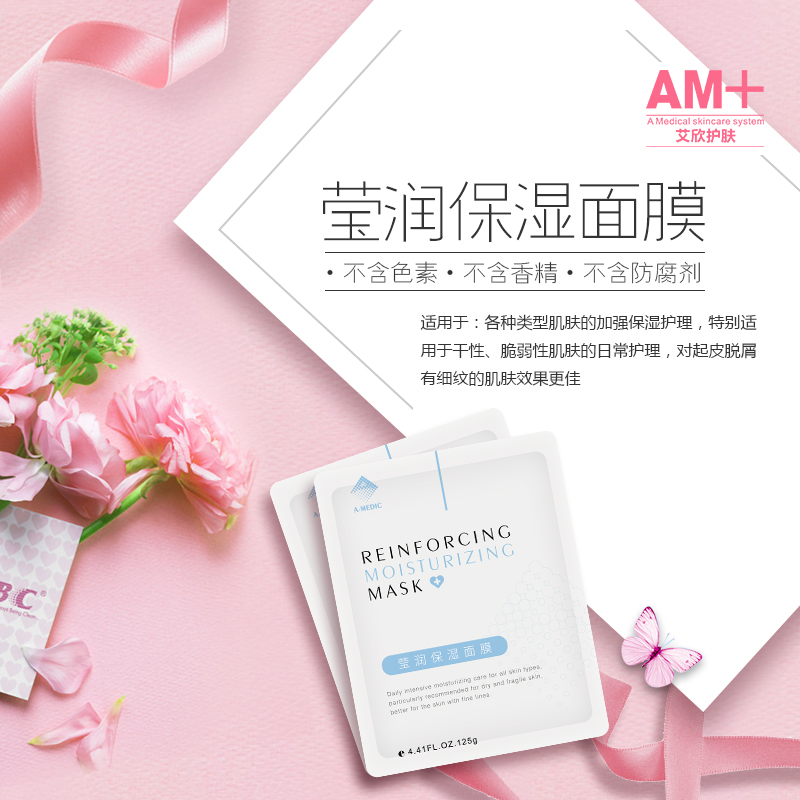 AM+
A Medical skincare system
艾欣护肤
莹润保湿面膜
·不含色素·不含香精·不含防腐剂
适用于：各种类型肌肤的加强保湿护理，特别适
用于干性、脆弱性肌肤的日常护理，对起皮脱屑
有细纹的肌肤效果更佳
A-MEDIC
REINFORCING
MOISTURIZING
MASK
莹润保湿面膜
Daily intensive moisturizing care for all skin types,
particularly recommended for dry and fragile skin,
better for the skin with fine lines
℮4.41FL.OZ.125g
BC®